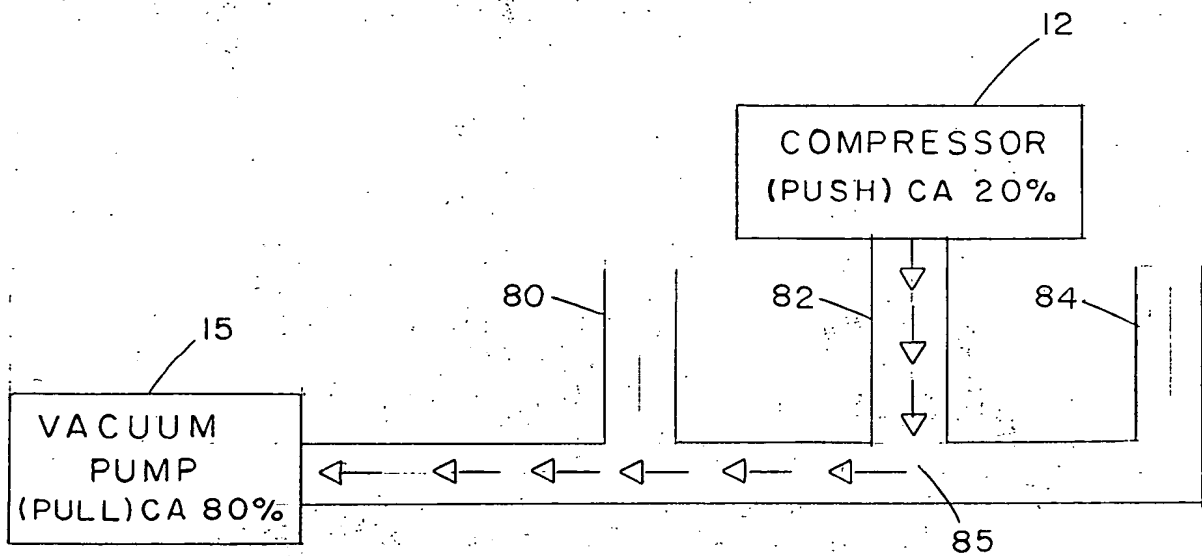 12
COMPRESSOR
(PUSH) CA 20%
80
82
84
15
VACUUM
PUMP
(PULL) CA 80%
85